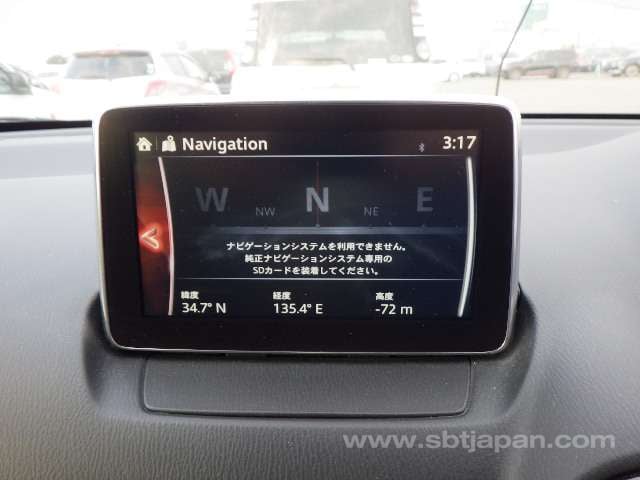 Navigation
3:17
W NW N NE E
ナビゲーションシステムを利用できません。
純正ナビゲーションシステム専用の
SDカードを装着してください。
緯度 経度 高度
34.7° N 135.4° E -72 m
www.sbtjapan.com